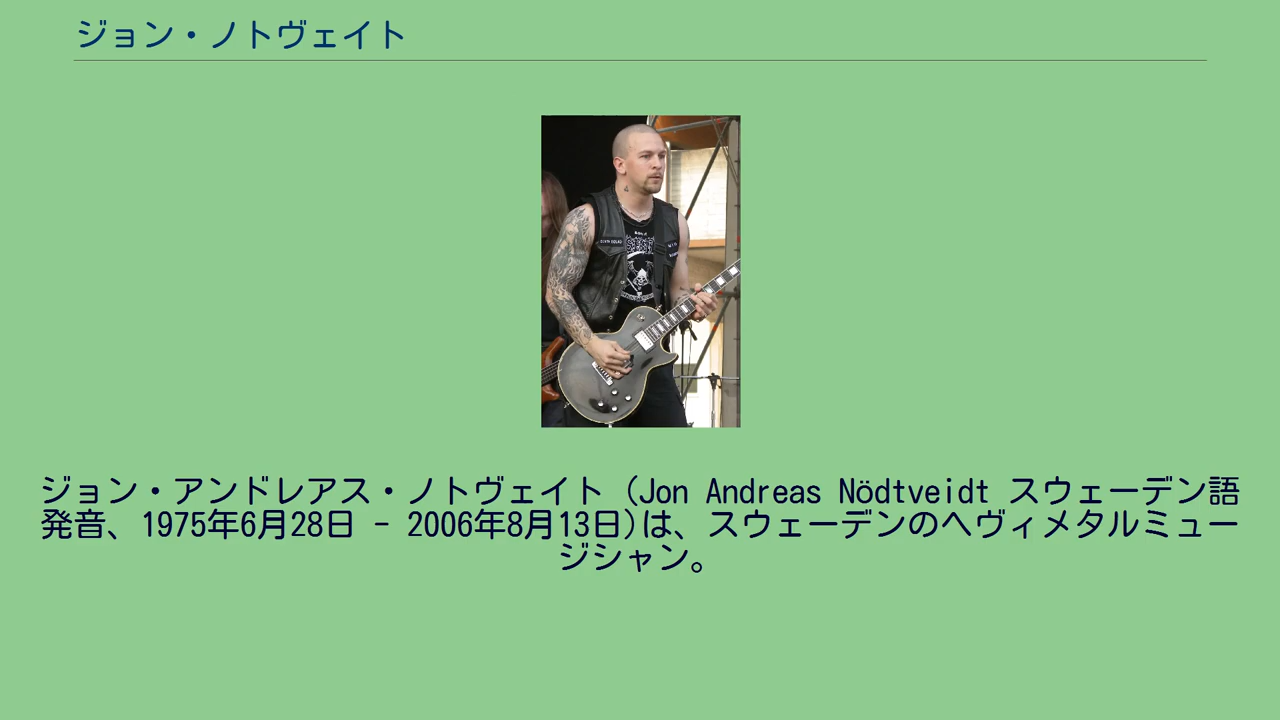 ジョン・ノトヴェイト
ジョン・アンドレアス・ノトヴェイト (Jon Andreas Nödtveidt スウェーデン語
発音、1975年6月28日 - 2006年8月13日)は、スウェーデンのヘヴィメタルミュー
ジシャン。